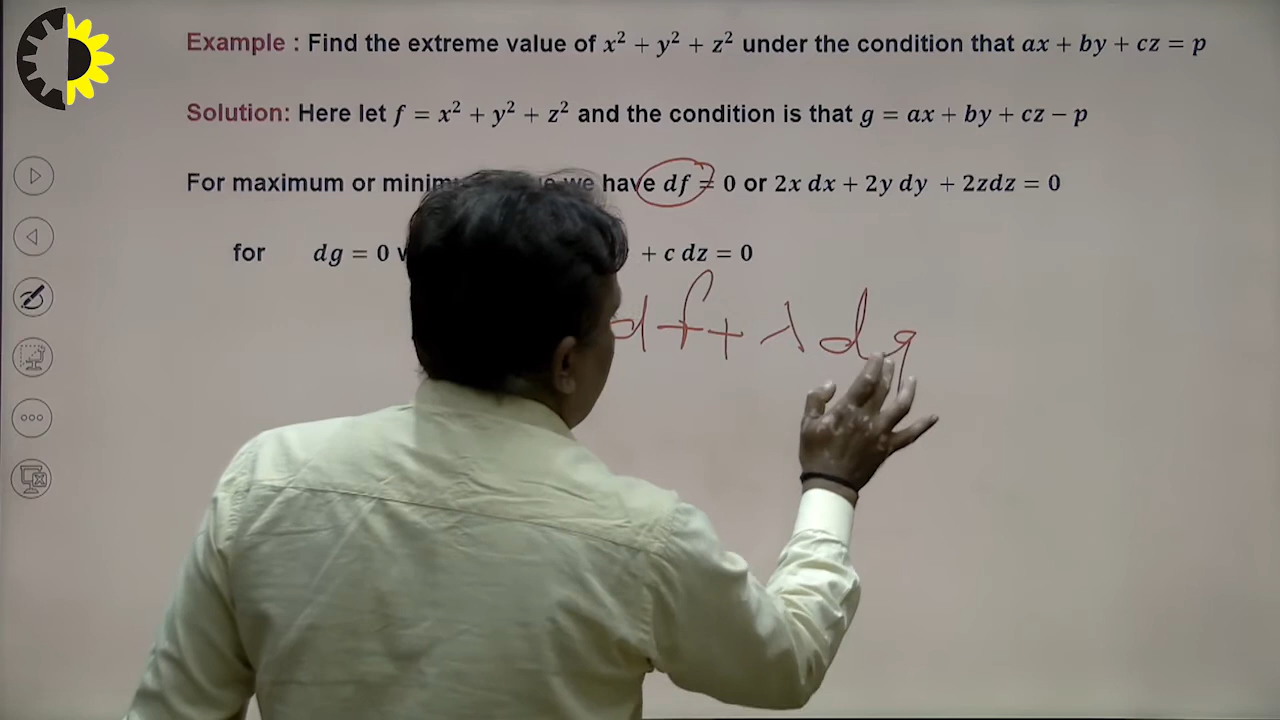 Example : Find the extreme value of x² + y² + z² under the condition that ax + by + cz = p
Solution: Here let f = x² + y² + z² and the condition is that g = ax + by + cz − p
For maximum or we have df = 0 or 2x dx + 2y dy + 2zdz = 0
for dg = 0 + c dz = 0
df + λ dg